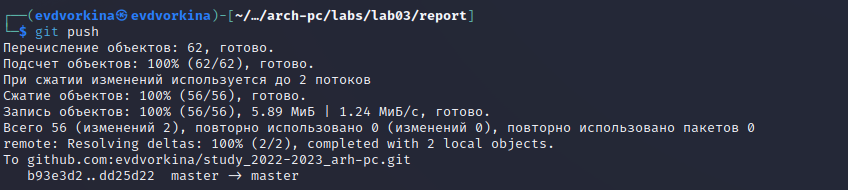 ┌──(evdvorkina㉿evdvorkina)-[~/…/arch-pc/labs/lab03/report]
└─$ git push
Перечисление объектов: 62, готово.
Подсчет объектов: 100% (62/62), готово.
При сжатии изменений используется до 2 потоков
Сжатие объектов: 100% (56/56), готово.
Запись объектов: 100% (56/56), 5.89 МиБ | 1.24 МиБ/с, готово.
Всего 56 (изменений 2), повторно использовано 0 (изменений 0), повторно использовано пакетов 0
remote: Resolving deltas: 100% (2/2), completed with 2 local objects.
To github.com:evdvorkina/study_2022-2023_arh-pc.git
   b93e3d2..dd25d22  master -> master